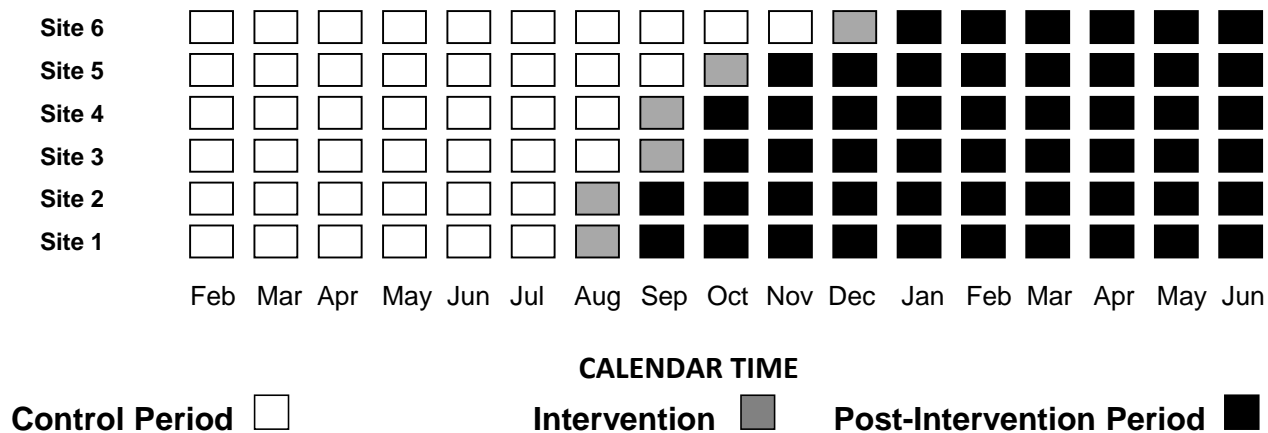 Site 6
Site 5
Site 4
Site 3
Site 2
Site 1
Feb Mar Apr May Jun Jul Aug Sep Oct Nov Dec Jan Feb Mar Apr May Jun
CALENDAR TIME
Control Period Intervention Post-Intervention Period